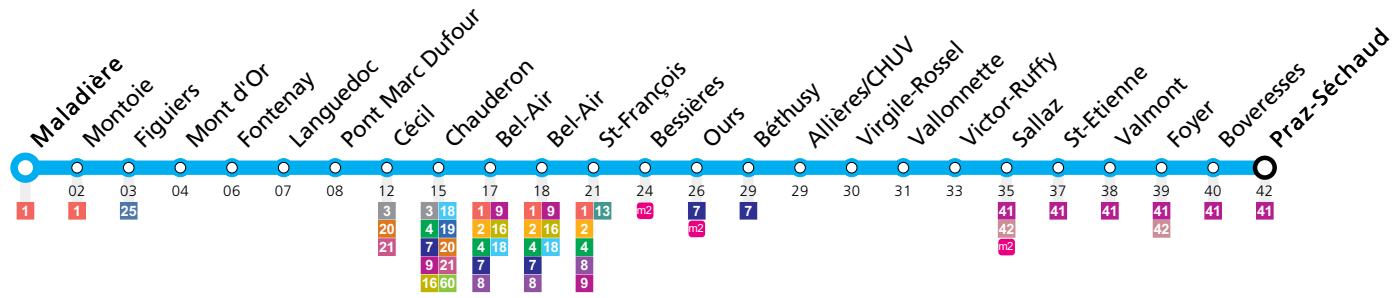 Maladière
Montoie
Figuiers
Mont d'Or
Fontenay
Languedoc
Pont Marc Dufour
Cécil
Chauderon
Bel-Air
Bel-Air
St-François
Bessières
Ours
Béthusy
Allières/CHUV
Virgile-Rossel
Vallonnette
Victor-Ruffy
Sallaz
St-Etienne
Valmont
Foyer
Boveresses
Praz-Séchaud
02 03 04 06 07 08 12 15 17 18 21 24 26 29 29 30 31 33 35 37 38 39 40 42
1 1 25 3 3 18 1 9 1 9 1 13 m2 7 7 41 41 41 41 41 41
20 4 19 2 16 2 16 2 m2 42 42
21 7 20 4 18 4 18 4 m2
9 21 7 7 8
16 60 8 8 9